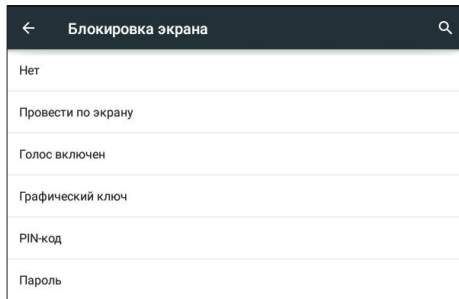 Блокировка экрана
Нет
Провести по экрану
Голос включен
Графический ключ
PIN-код
Пароль